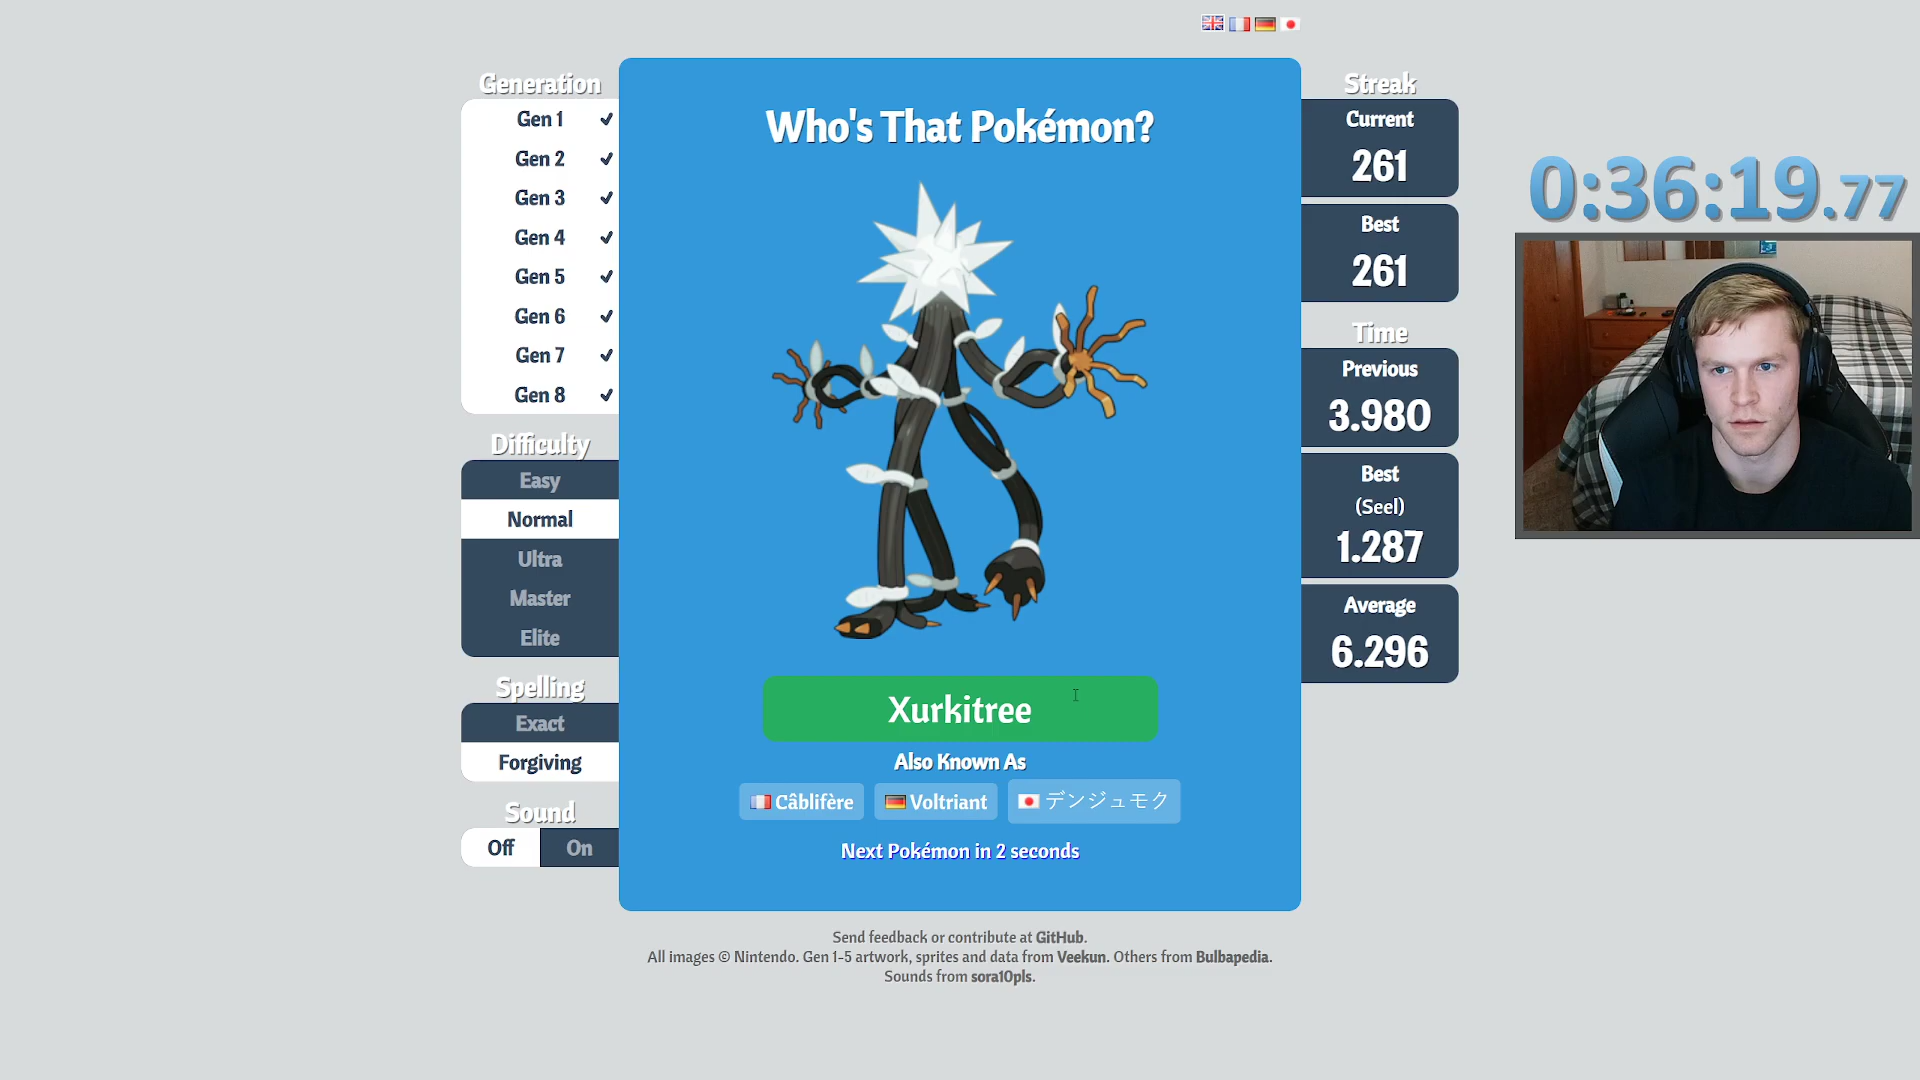 Generation
Gen 1 ✔
Gen 2 ✔
Gen 3 ✔
Gen 4 ✔
Gen 5 ✔
Gen 6 ✔
Gen 7 ✔
Gen 8 ✔
Difficulty
Easy
Normal
Ultra
Master
Elite
Spelling
Exact
Forgiving
Sound
Off On
Who's That Pokémon?
Xurkitree
Also Known As
Câblifère Voltriant デンジュモク
Next Pokémon in 2 seconds
Streak
Current
261
Best
261
Time
Previous
3.980
Best
(Seel)
1.287
Average
6.296
0:36:19.77
Send feedback or contribute at GitHub.
All images © Nintendo. Gen 1-5 artwork, sprites and data from Veekun. Others from Bulbapedia.
Sounds from sora10pls.